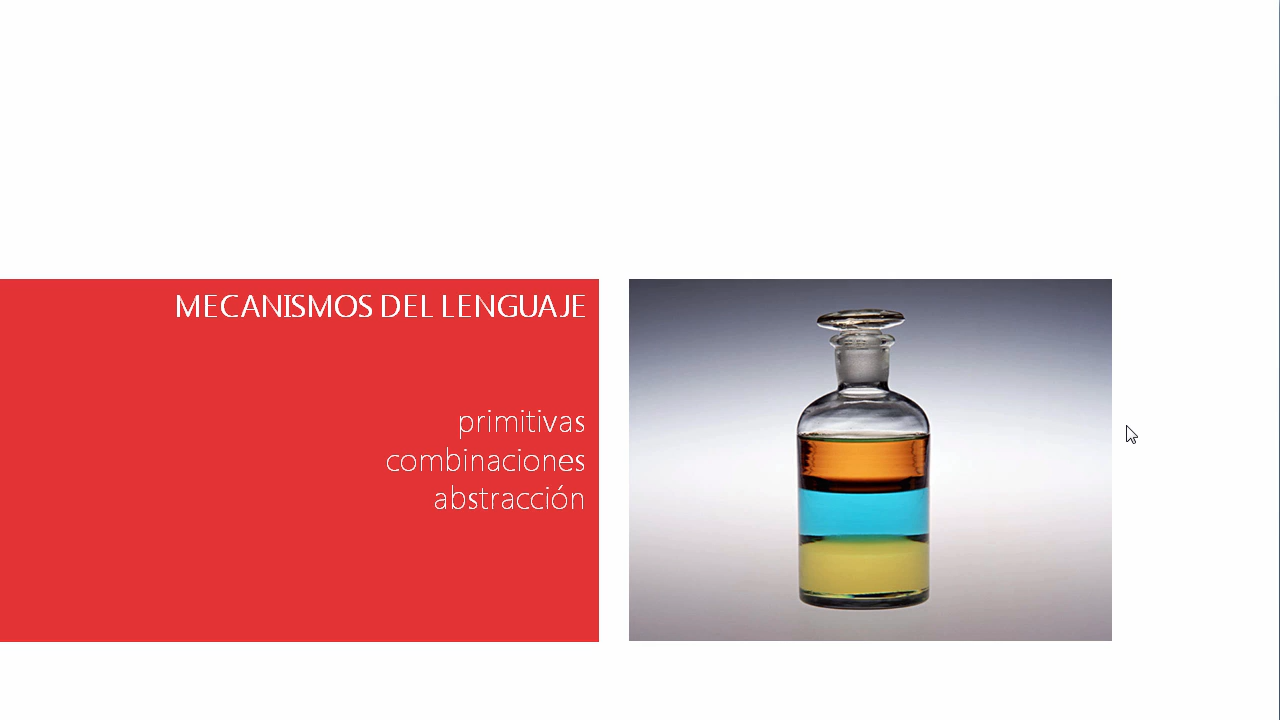 MECANISMOS DEL LENGUAJE
primitivas
combinaciones
abstracción